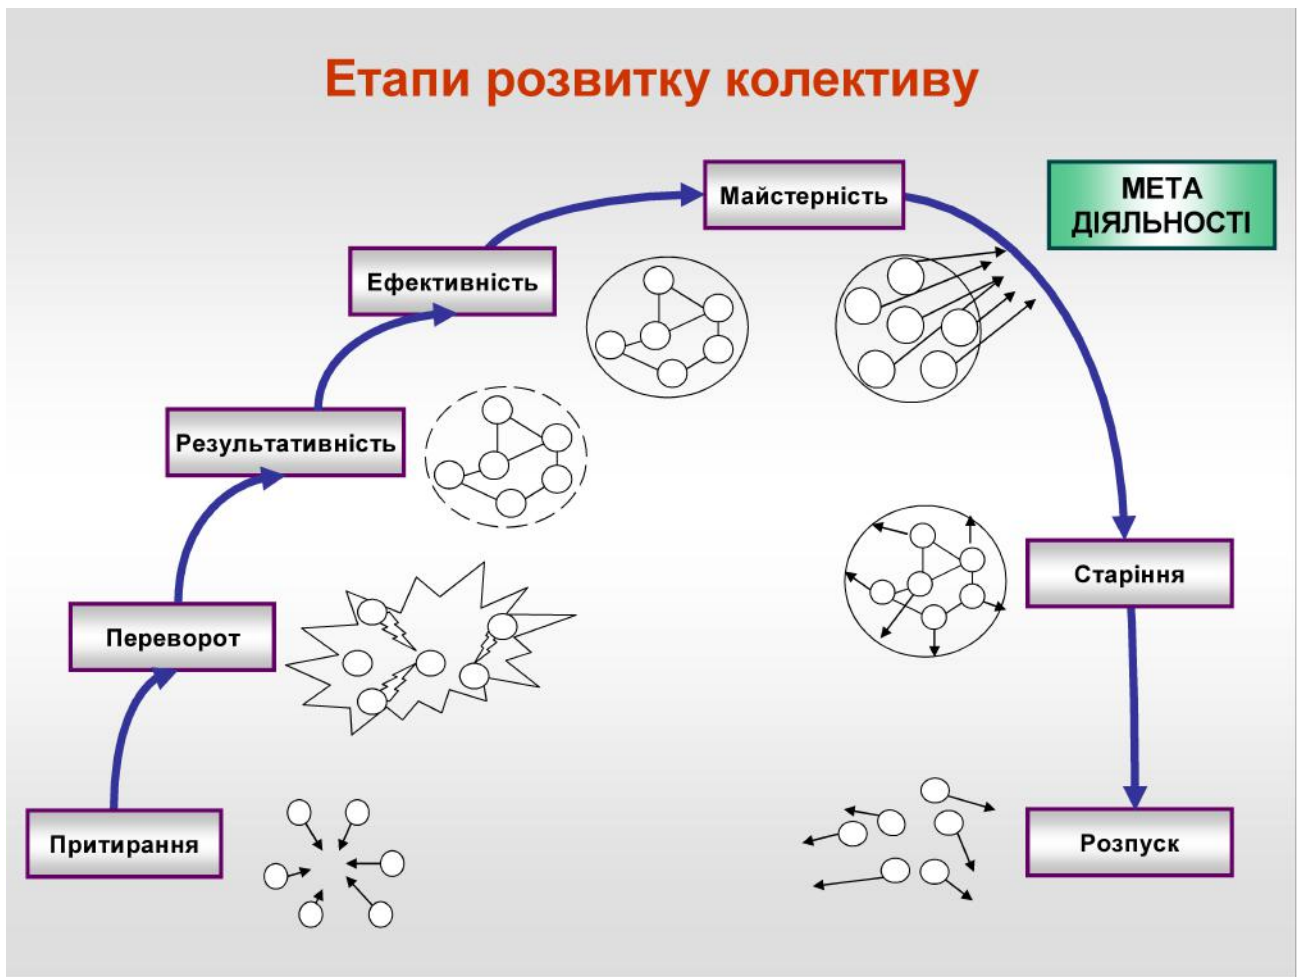 Етапи розвитку колективу
Майстерність
МЕТА
ДІЯЛЬНОСТІ
Ефективність
Результативність
Старіння
Переворот
Притирання
Розпуск